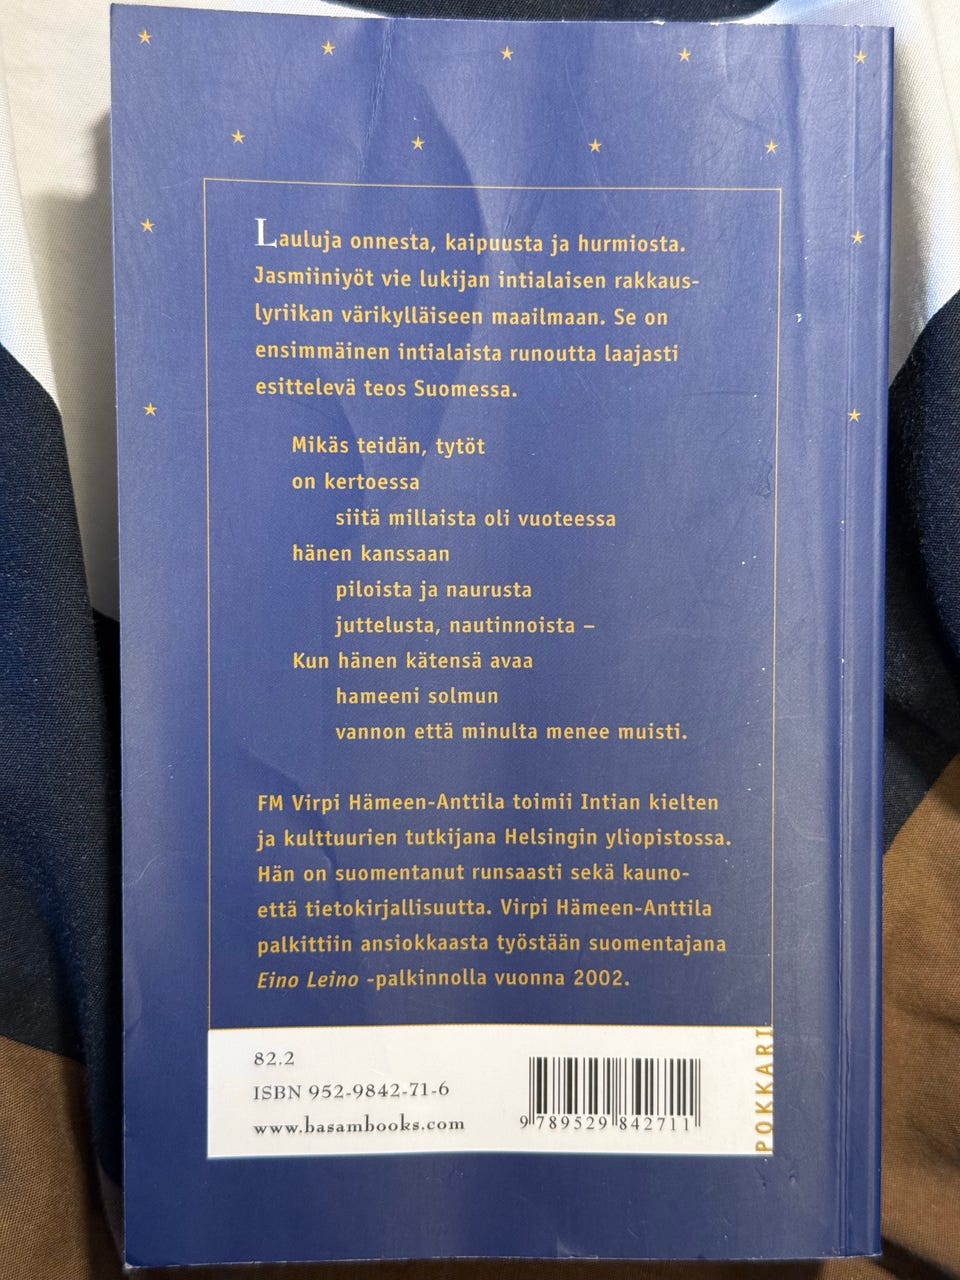 Lauluja onnesta, kaipuusta ja hurmiosta.
Jasmiiniyöt vie lukijan intialaisen rakkaus-
lyriikan värikylläiseen maailmaan. Se on
ensimmäinen intialaista runoutta laajasti
esittelevä teos Suomessa.
Mikäs teidän, tytöt
on kertoessa
siitä millaista oli vuoteessa
hänen kanssaan
piloista ja naurusta
juttelusta, nautinnoista –
Kun hänen kätensä avaa
hameeni solmun
vannon että minulta menee muisti.
FM Virpi Hämeen-Anttila toimii Intian kielten
ja kulttuurien tutkijana Helsingin yliopistossa.
Hän on suomentanut runsaasti sekä kauno-
että tietokirjallisuutta. Virpi Hämeen-Anttila
palkittiin ansiokkaasta työstään suomentajana
Eino Leino -palkinnolla vuonna 2002.
82.2
ISBN 952-9842-71-6
www.basambooks.com
9 789529 842711
POKKARI